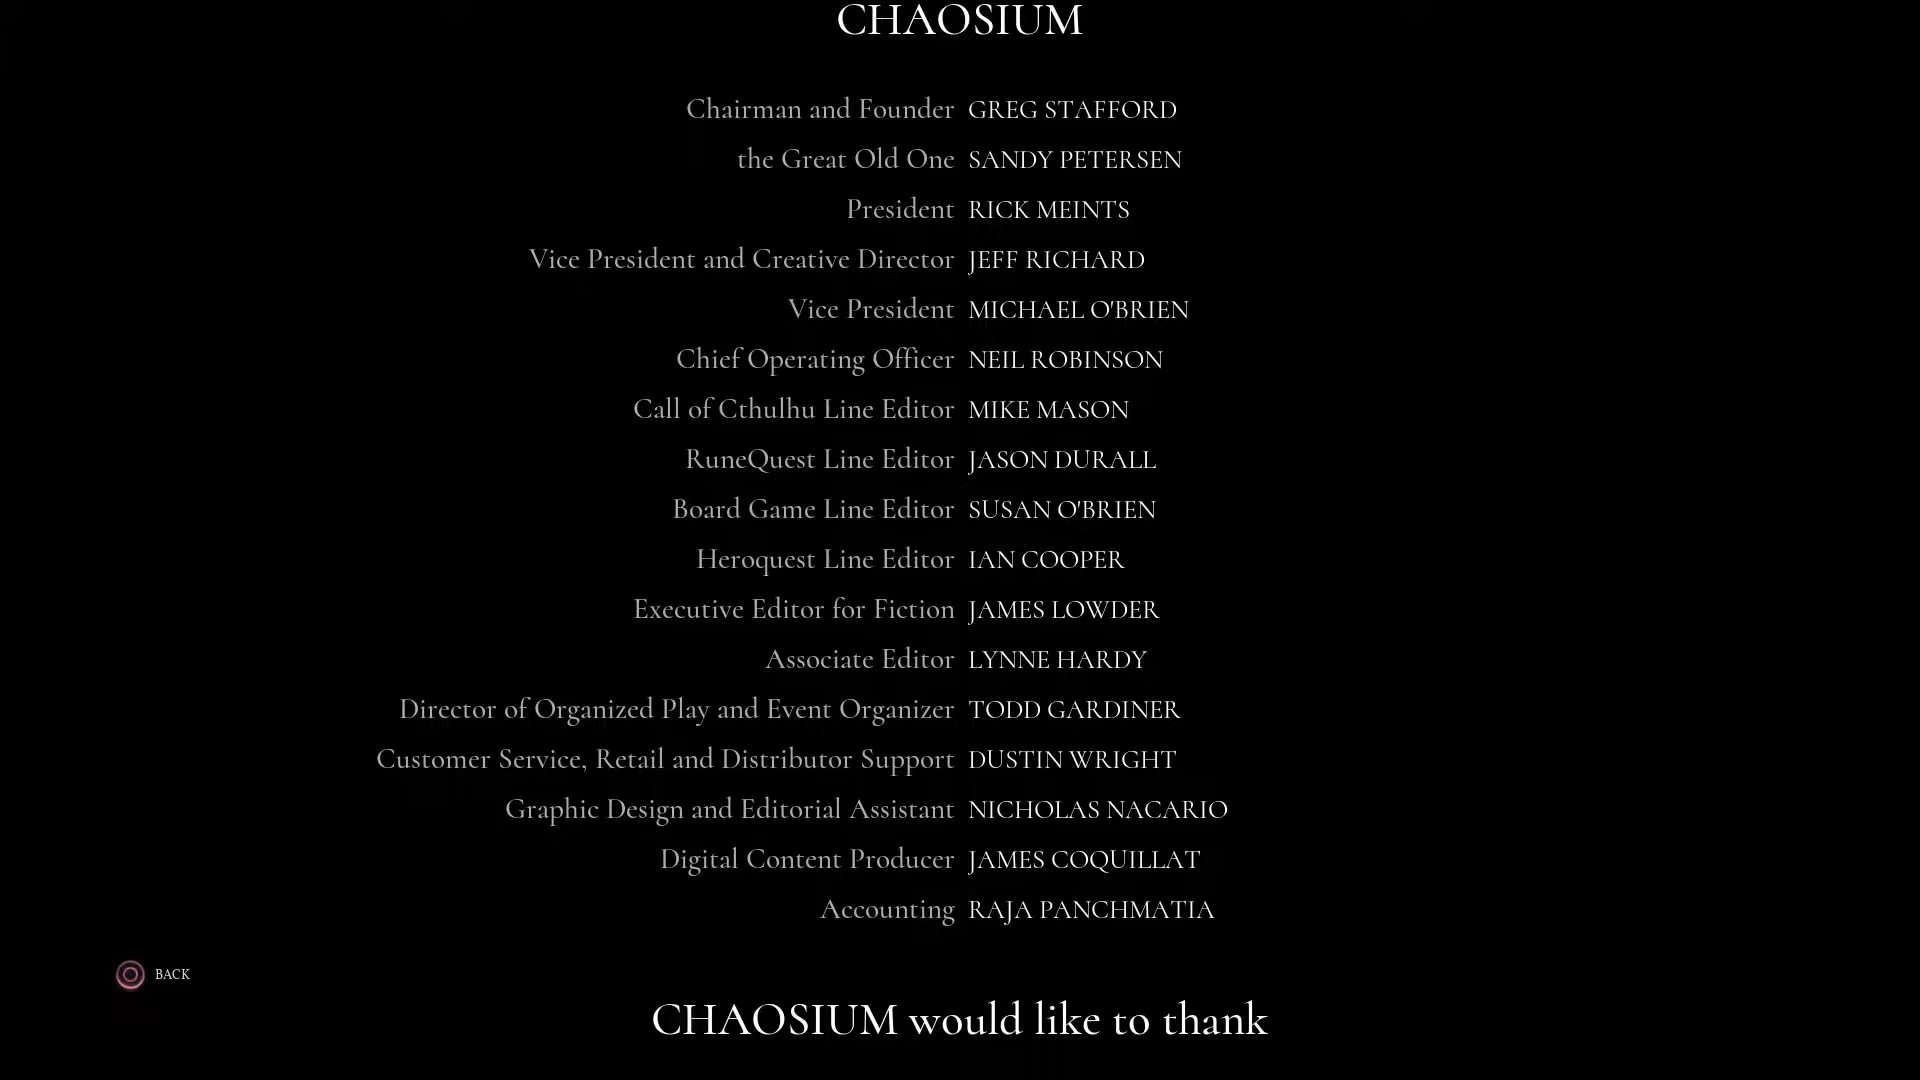 CHAOSIUM
Chairman and Founder GREG STAFFORD
the Great Old One SANDY PETERSEN
President RICK MEINTS
Vice President and Creative Director JEFF RICHARD
Vice President MICHAEL O'BRIEN
Chief Operating Officer NEIL ROBINSON
Call of Cthulhu Line Editor MIKE MASON
RuneQuest Line Editor JASON DURALL
Board Game Line Editor SUSAN O'BRIEN
Heroquest Line Editor IAN COOPER
Executive Editor for Fiction JAMES LOWDER
Associate Editor LYNNE HARDY
Director of Organized Play and Event Organizer TODD GARDINER
Customer Service, Retail and Distributor Support DUSTIN WRIGHT
Graphic Design and Editorial Assistant NICHOLAS NACARIO
Digital Content Producer JAMES COQUILLAT
Accounting RAJA PANCHMATIA
BACK
CHAOSIUM would like to thank